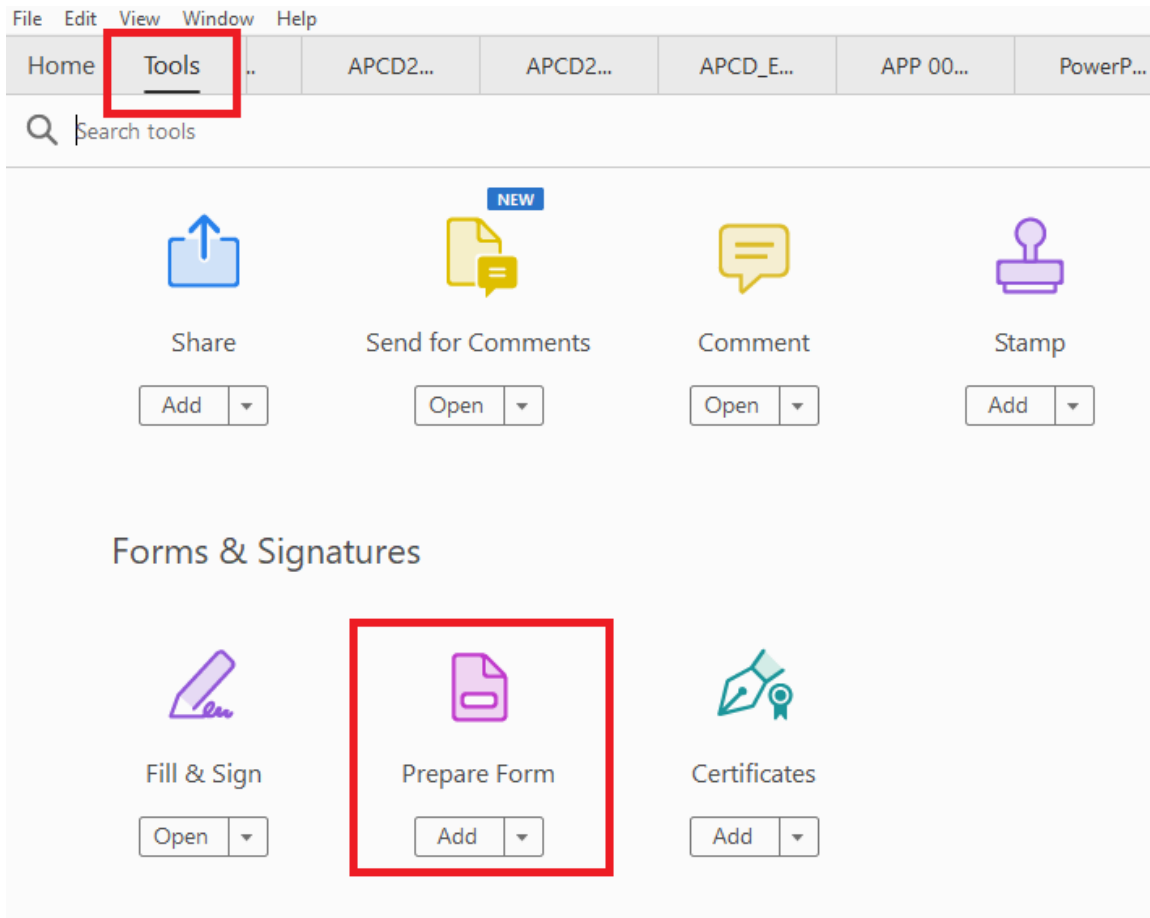 File Edit View Window Help
Home Tools .. APCD2... APCD2... APCD_E... APP 00... PowerP...
Search tools
NEW
Share Send for Comments Comment Stamp
Add Open Open Add
Forms & Signatures
Fill & Sign Prepare Form Certificates
Open Add Add